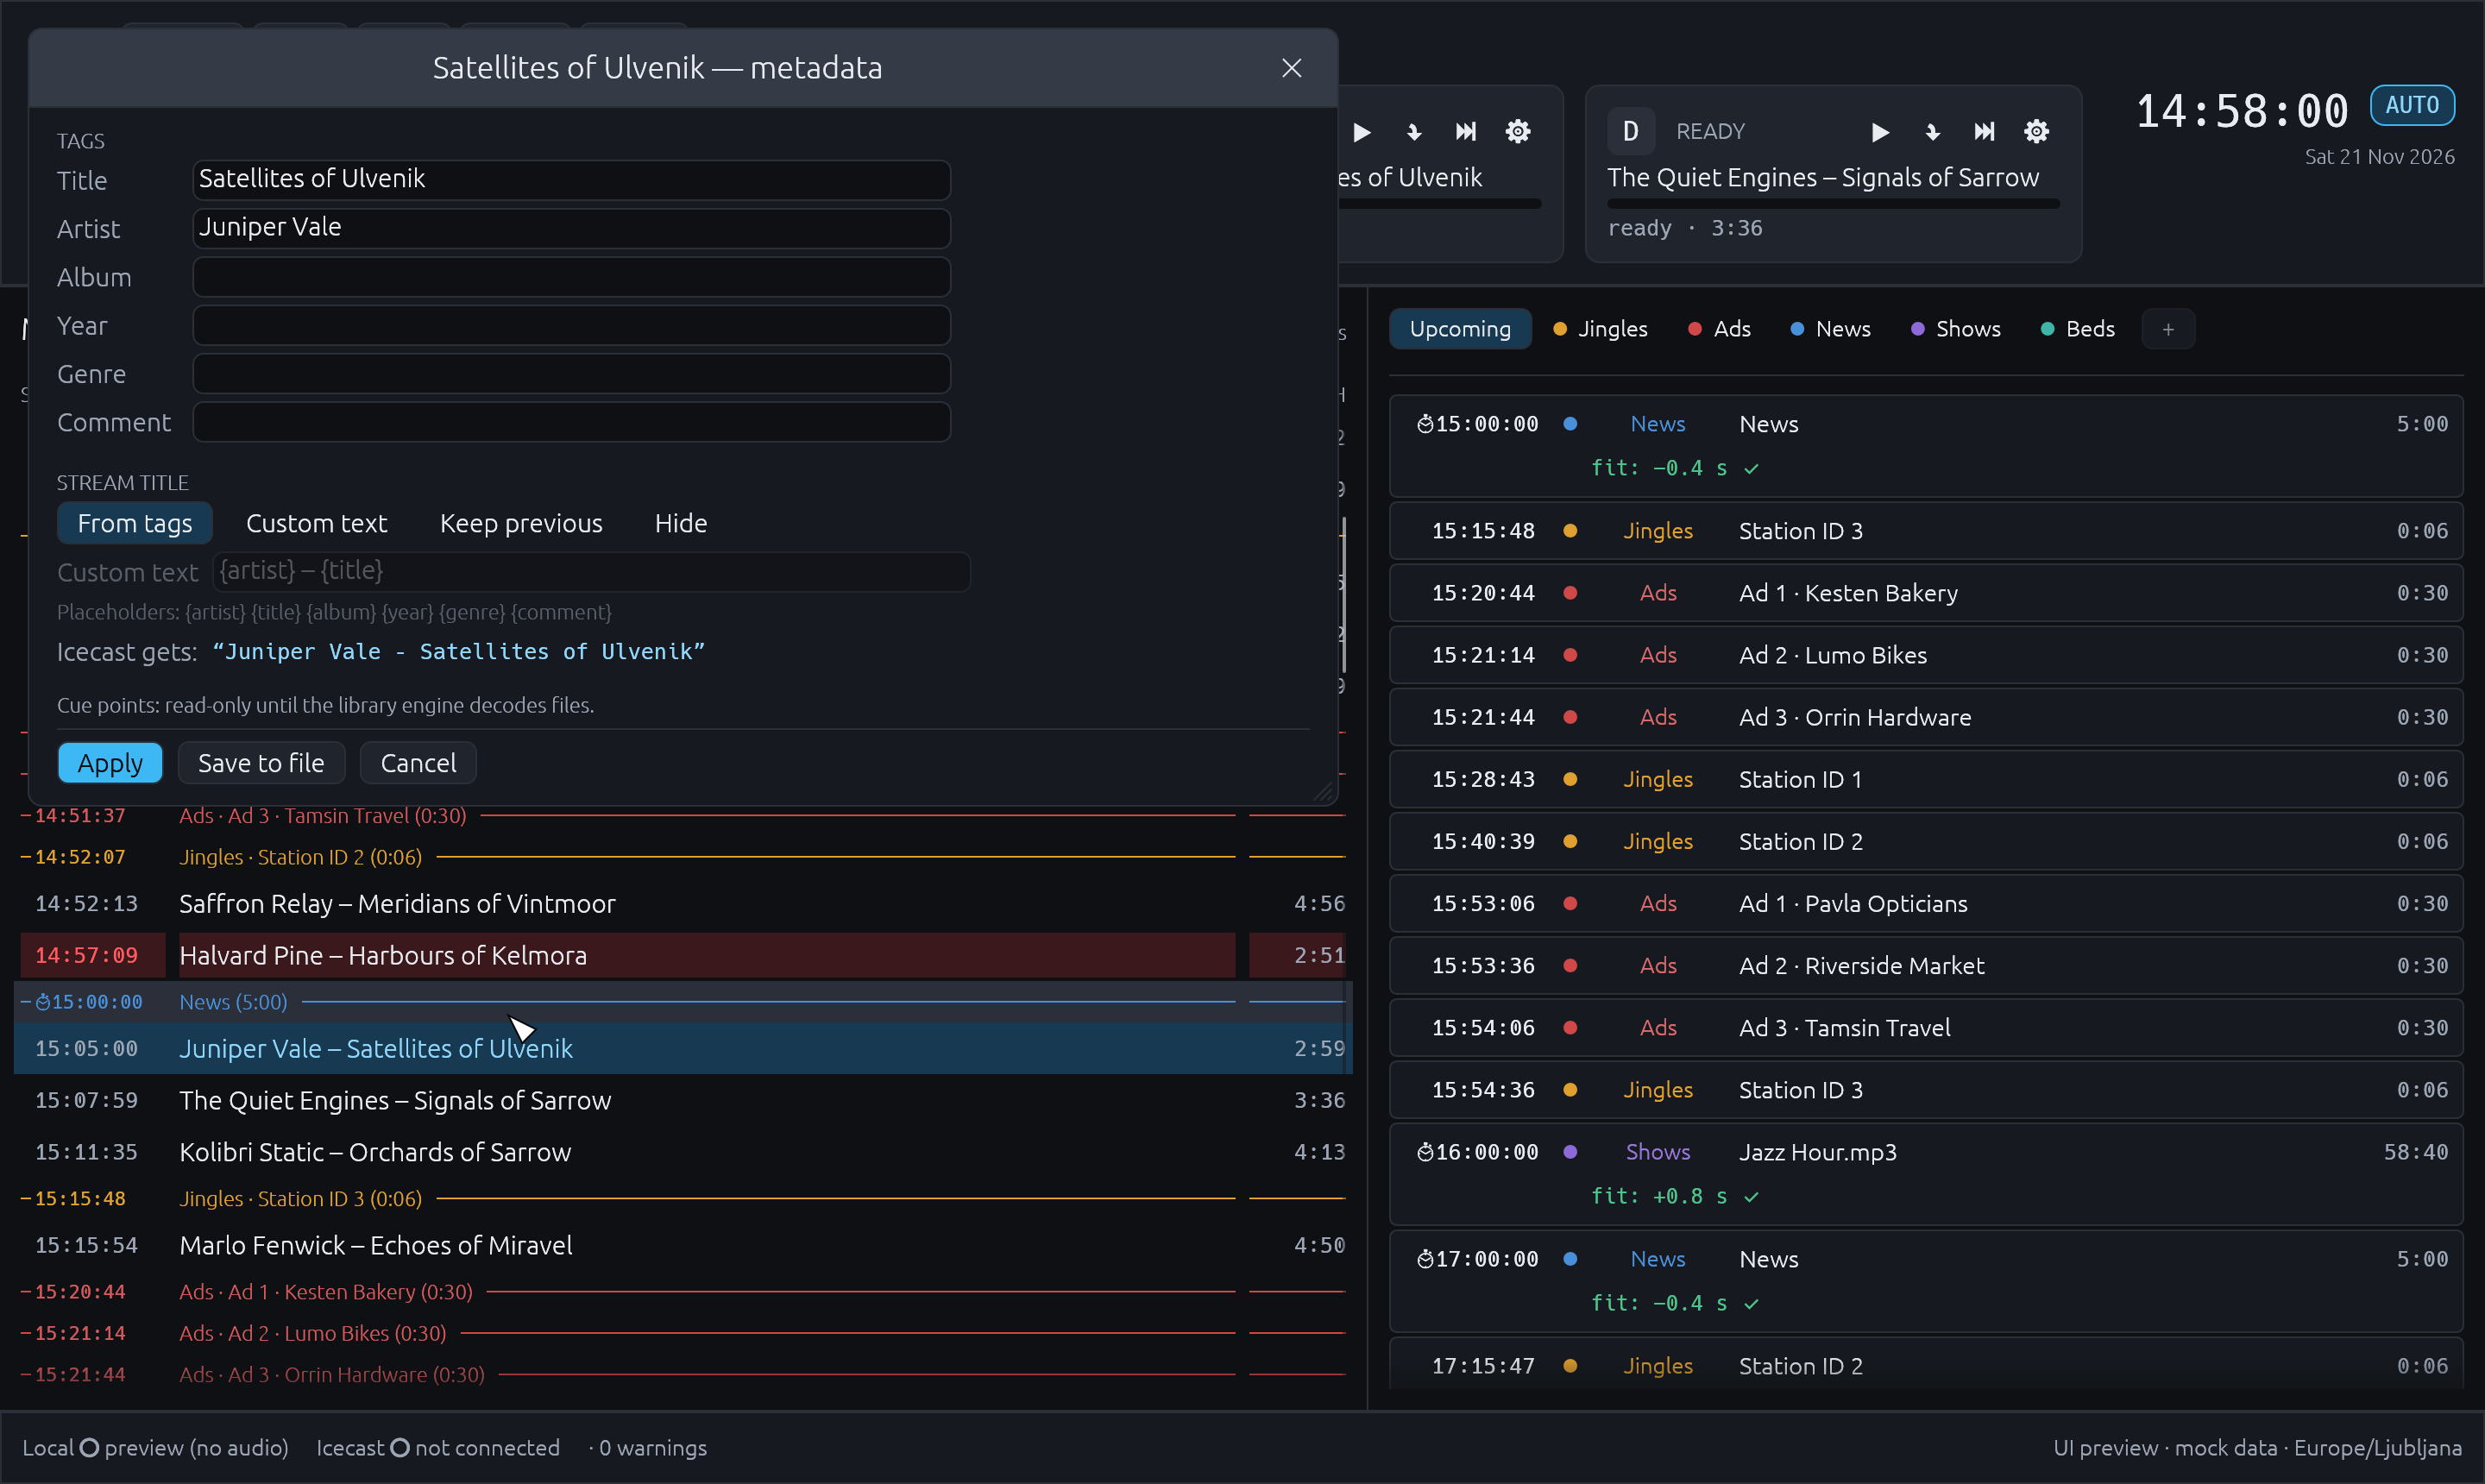 Satellites of Ulvenik — metadata
TAGS
Title Satellites of Ulvenik
Artist Juniper Vale
Album
Year
Genre
Comment
STREAM TITLE
From tags Custom text Keep previous Hide
Custom text {artist} – {title}
Placeholders: {artist} {title} {album} {year} {genre} {comment}
Icecast gets: “Juniper Vale - Satellites of Ulvenik”
Cue points: read-only until the library engine decodes files.
Apply Save to file Cancel
es of Ulvenik
D READY
The Quiet Engines – Signals of Sarrow
ready · 3:36
14:58:00 AUTO
Sat 21 Nov 2026
14:51:37 Ads · Ad 3 · Tamsin Travel (0:30)
14:52:07 Jingles · Station ID 2 (0:06)
14:52:13 Saffron Relay – Meridians of Vintmoor 4:56
14:57:09 Halvard Pine – Harbours of Kelmora 2:51
15:00:00 News (5:00)
15:05:00 Juniper Vale – Satellites of Ulvenik 2:59
15:07:59 The Quiet Engines – Signals of Sarrow 3:36
15:11:35 Kolibri Static – Orchards of Sarrow 4:13
15:15:48 Jingles · Station ID 3 (0:06)
15:15:54 Marlo Fenwick – Echoes of Miravel 4:50
15:20:44 Ads · Ad 1 · Kesten Bakery (0:30)
15:21:14 Ads · Ad 2 · Lumo Bikes (0:30)
15:21:44 Ads · Ad 3 · Orrin Hardware (0:30)
Upcoming Jingles Ads News Shows Beds +
15:00:00 News News 5:00
fit: −0.4 s ✓
15:15:48 Jingles Station ID 3 0:06
15:20:44 Ads Ad 1 · Kesten Bakery 0:30
15:21:14 Ads Ad 2 · Lumo Bikes 0:30
15:21:44 Ads Ad 3 · Orrin Hardware 0:30
15:28:43 Jingles Station ID 1 0:06
15:40:39 Jingles Station ID 2 0:06
15:53:06 Ads Ad 1 · Pavla Opticians 0:30
15:53:36 Ads Ad 2 · Riverside Market 0:30
15:54:06 Ads Ad 3 · Tamsin Travel 0:30
15:54:36 Jingles Station ID 3 0:06
16:00:00 Shows Jazz Hour.mp3 58:40
fit: +0.8 s ✓
17:00:00 News News 5:00
fit: −0.4 s ✓
17:15:47 Jingles Station ID 2 0:06
Local preview (no audio) Icecast not connected · 0 warnings
UI preview · mock data · Europe/Ljubljana